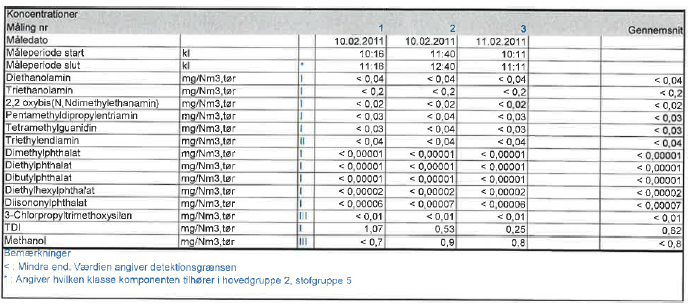 Koncentrationer
Måling nr 1 2 3 Gennemsnit
Måledato 10.02.2011 10.02.2011 11.02.2011
Måleperiode start kl 10:16 11:40 10:11
Måleperiode slut kl * 11:16 12:40 11:11
Diethanolamin mg/Nm3,tør I < 0,04 < 0,04 < 0,04 < 0,04
Triethanolamin mg/Nm3,tør I < 0,2 < 0,2 < 0,2 < 0,2
2,2 oxybis(N,Ndimethylethanamin) mg/Nm3,tør I < 0,02 < 0,02 < 0,02 < 0,02
Pentamethyldipropylentriamin mg/Nm3,tør I < 0,03 < 0,04 < 0,03 < 0,03
Tetramethylguanidin mg/Nm3,tør I < 0,03 < 0,04 < 0,03 < 0,03
Triethylendiamin mg/Nm3,tør II < 0,04 < 0,04 < 0,04 < 0,04
Dimethylphthalat mg/Nm3,tør I < 0,00001 < 0,00001 < 0,00001 < 0,00001
Diethylphthalat mg/Nm3,tør I < 0,00001 < 0,00001 < 0,00001 < 0,00001
Dibutylphthalat mg/Nm3,tør I < 0,00001 < 0,00001 < 0,00001 < 0,00001
Diethylhexylphthalat mg/Nm3,tør I < 0,00002 < 0,00002 < 0,00002 < 0,00002
Diisononylphthalat mg/Nm3,tør I < 0,00006 < 0,00007 < 0,00006 < 0,00007
3-Chlorpropyltrimethoxysilan mg/Nm3,tør III < 0,01 < 0,01 < 0,01 < 0,01
TDI mg/Nm3,tør I 1,07 0,53 0,25 0,62
Methanol mg/Nm3,tør III < 0,7 0,9 0,8 < 0,8
Bemærkninger
< : Mindre end. Værdien angiver detektionsgrænsen
* : Angiver hvilken klasse komponenten tilhører i hovedgruppe 2, stofgruppe 5